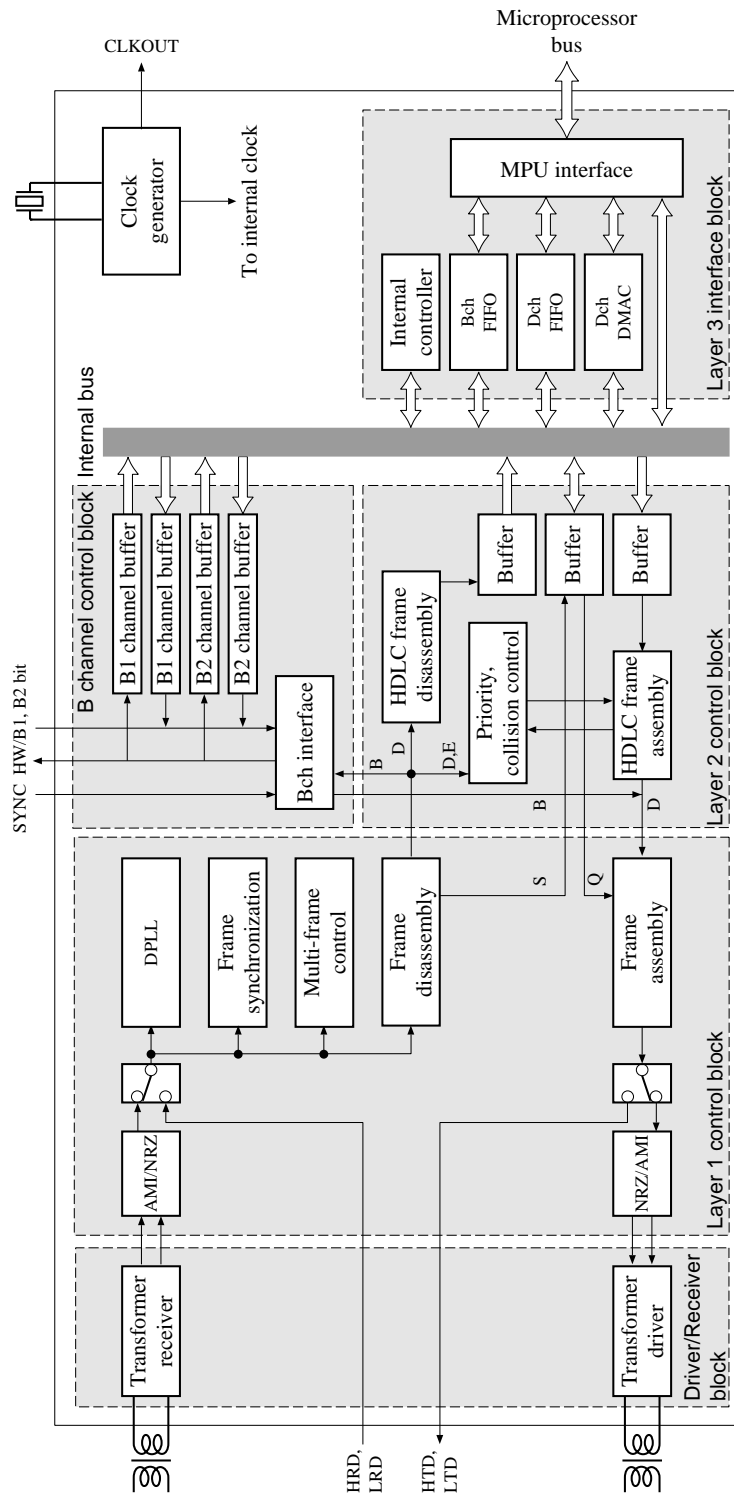 Microprocessor
bus
CLKOUT
Clock
generator
To internal clock
MPU interface
Internal
controller
Bch
FIFO
Dch
FIFO
Dch
DMAC
Layer 3 interface block
Internal bus
B channel control block
B1 channel buffer
B1 channel buffer
B2 channel buffer
B2 channel buffer
Bch interface
SYNC
HW/B1, B2 bit
Buffer
Buffer
Buffer
HDLC frame
disassembly
Priority,
collision control
HDLC frame
assembly
Layer 2 control block
B
D
D,E
B
D
S
Q
DPLL
Frame
synchronization
Multi-frame
control
Frame
disassembly
Frame
assembly
AMI/NRZ
NRZ/AMI
Layer 1 control block
Transformer
receiver
Transformer
driver
Driver/Receiver
block
HRD,
LRD
HTD,
LTD